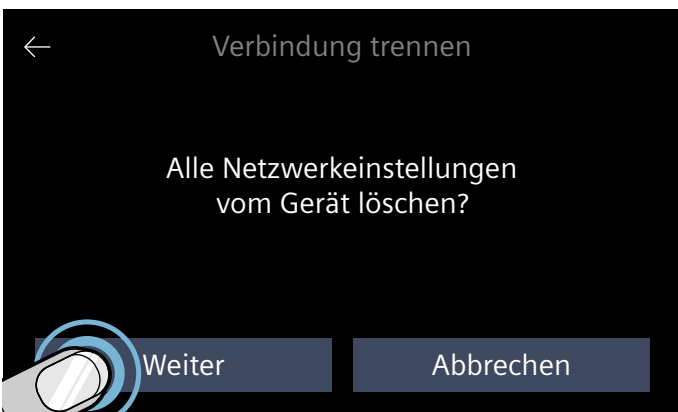 Verbindung trennen
Alle Netzwerkeinstellungen
vom Gerät löschen?
Weiter
Abbrechen